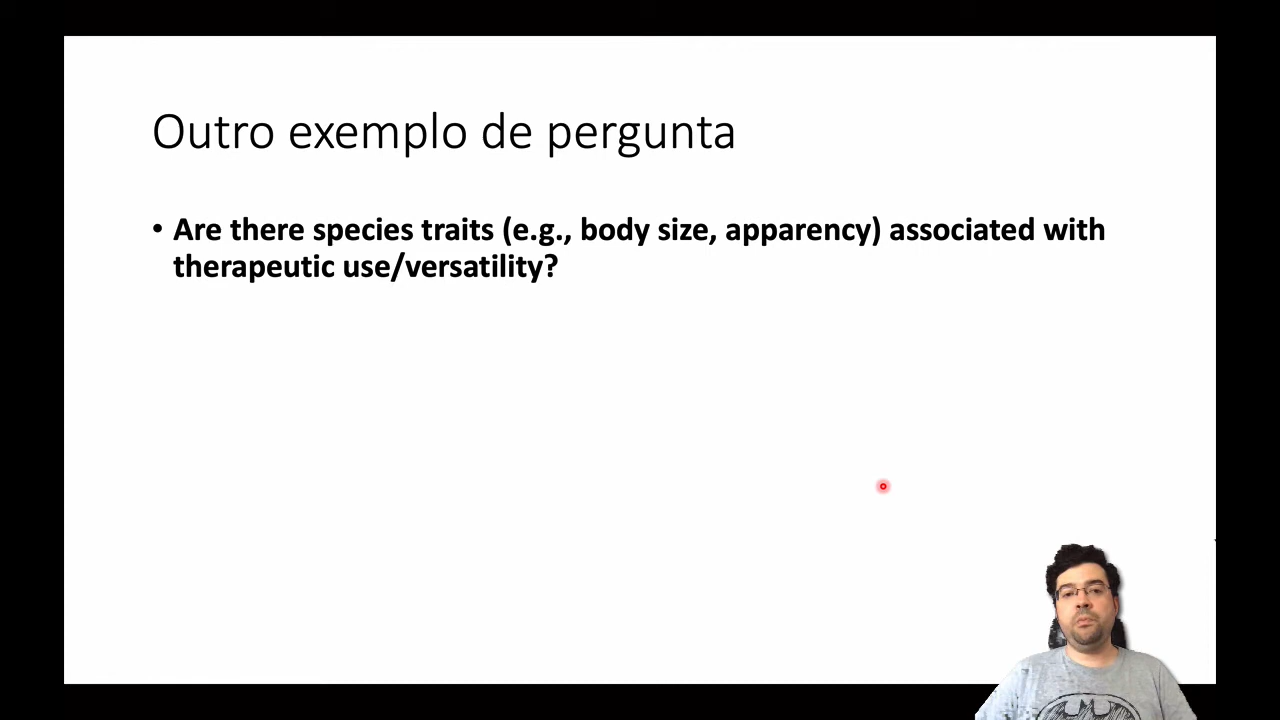 Outro exemplo de pergunta
• Are there species traits (e.g., body size, apparency) associated with
therapeutic use/versatility?